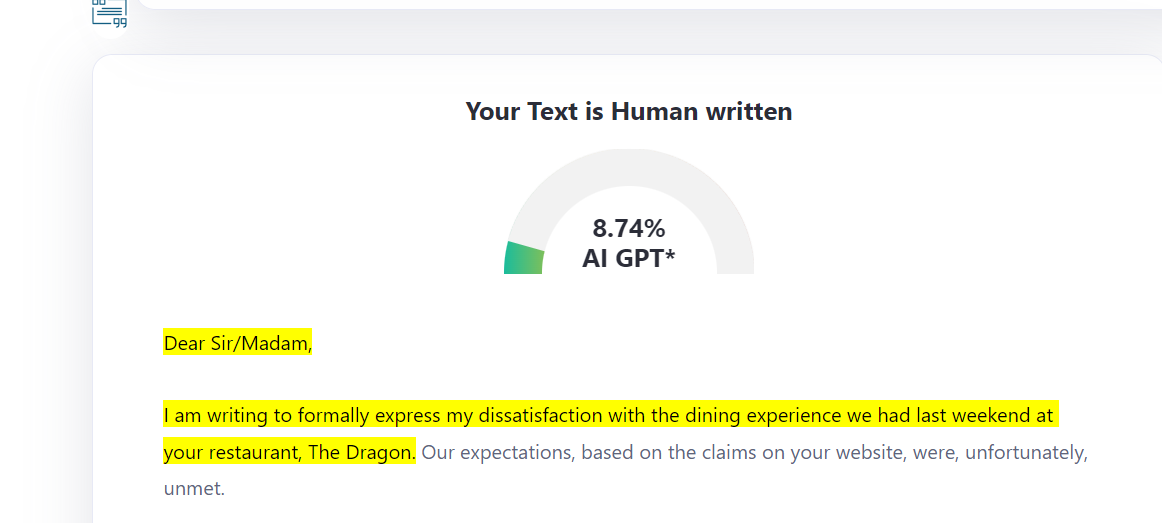 Your Text is Human written
8.74%
AI GPT*
Dear Sir/Madam,
I am writing to formally express my dissatisfaction with the dining experience we had last weekend at
your restaurant, The Dragon. Our expectations, based on the claims on your website, were, unfortunately,
unmet.